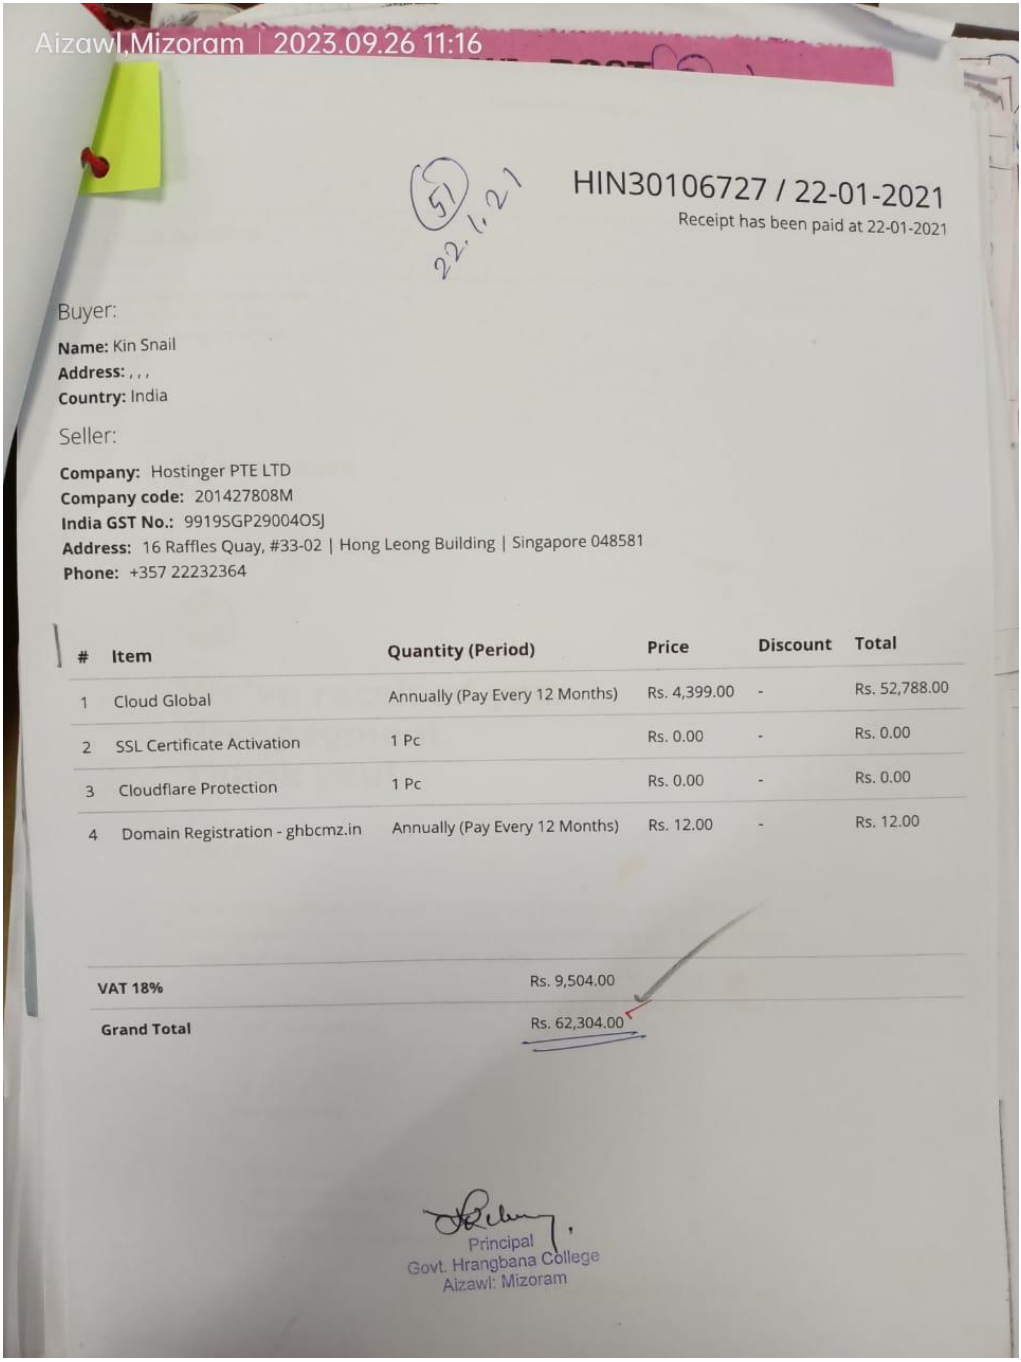 Aizawl,Mizoram | 2023.09.26 11:16
51
22.1.21
HIN30106727 / 22-01-2021
Receipt has been paid at 22-01-2021
Buyer:
Name: Kin Snail
Address: , , ,
Country: India
Seller:
Company: Hostinger PTE LTD
Company code: 201427808M
India GST No.: 9919SGP29004OSJ
Address: 16 Raffles Quay, #33-02 | Hong Leong Building | Singapore 048581
Phone: +357 22232364
# Item Quantity (Period) Price Discount Total
1 Cloud Global Annually (Pay Every 12 Months) Rs. 4,399.00 - Rs. 52,788.00
2 SSL Certificate Activation 1 Pc Rs. 0.00 - Rs. 0.00
3 Cloudflare Protection 1 Pc Rs. 0.00 - Rs. 0.00
4 Domain Registration - ghbcmz.in Annually (Pay Every 12 Months) Rs. 12.00 - Rs. 12.00
VAT 18% Rs. 9,504.00
Grand Total Rs. 62,304.00
Principal
Govt. Hrangbana College
Aizawl: Mizoram